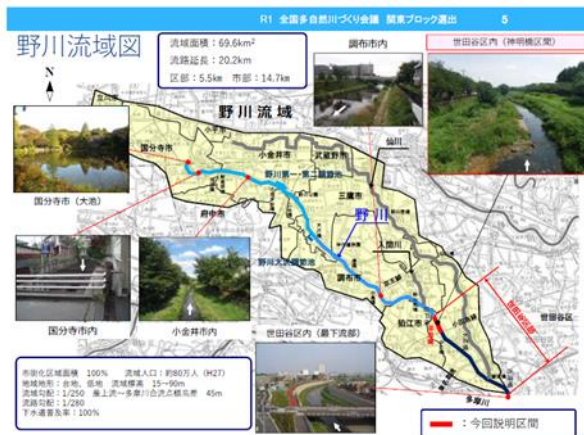 R1 全国多自然川づくり会議 関東ブロック選出 5
野川流域図
流域面積：69.6km²
流路延長：20.2km
区部：5.5km 市部：14.7km
調布市内
世田谷区内（神明橋区間）
N
野川流域
立川市
小平市
国分寺市
小金井市
武蔵野市
仙川
野川第一・第二調節池
三鷹市
国分寺市（大池）
府中市
野川
入間川
野川大沢調節池
調布市
狛江市
世田谷区
世田谷区部
国分寺市内
小金井市内
世田谷区内（最下流部）
多摩川
市街化区域面積 100% 流域人口：約80万人（H27）
地域地形：台地、低地 流域標高 15～90m
流域勾配：1/250 最上流～多摩川合流点標高差 45m
流路勾配：1/280
下水道普及率：100%
：今回説明区間